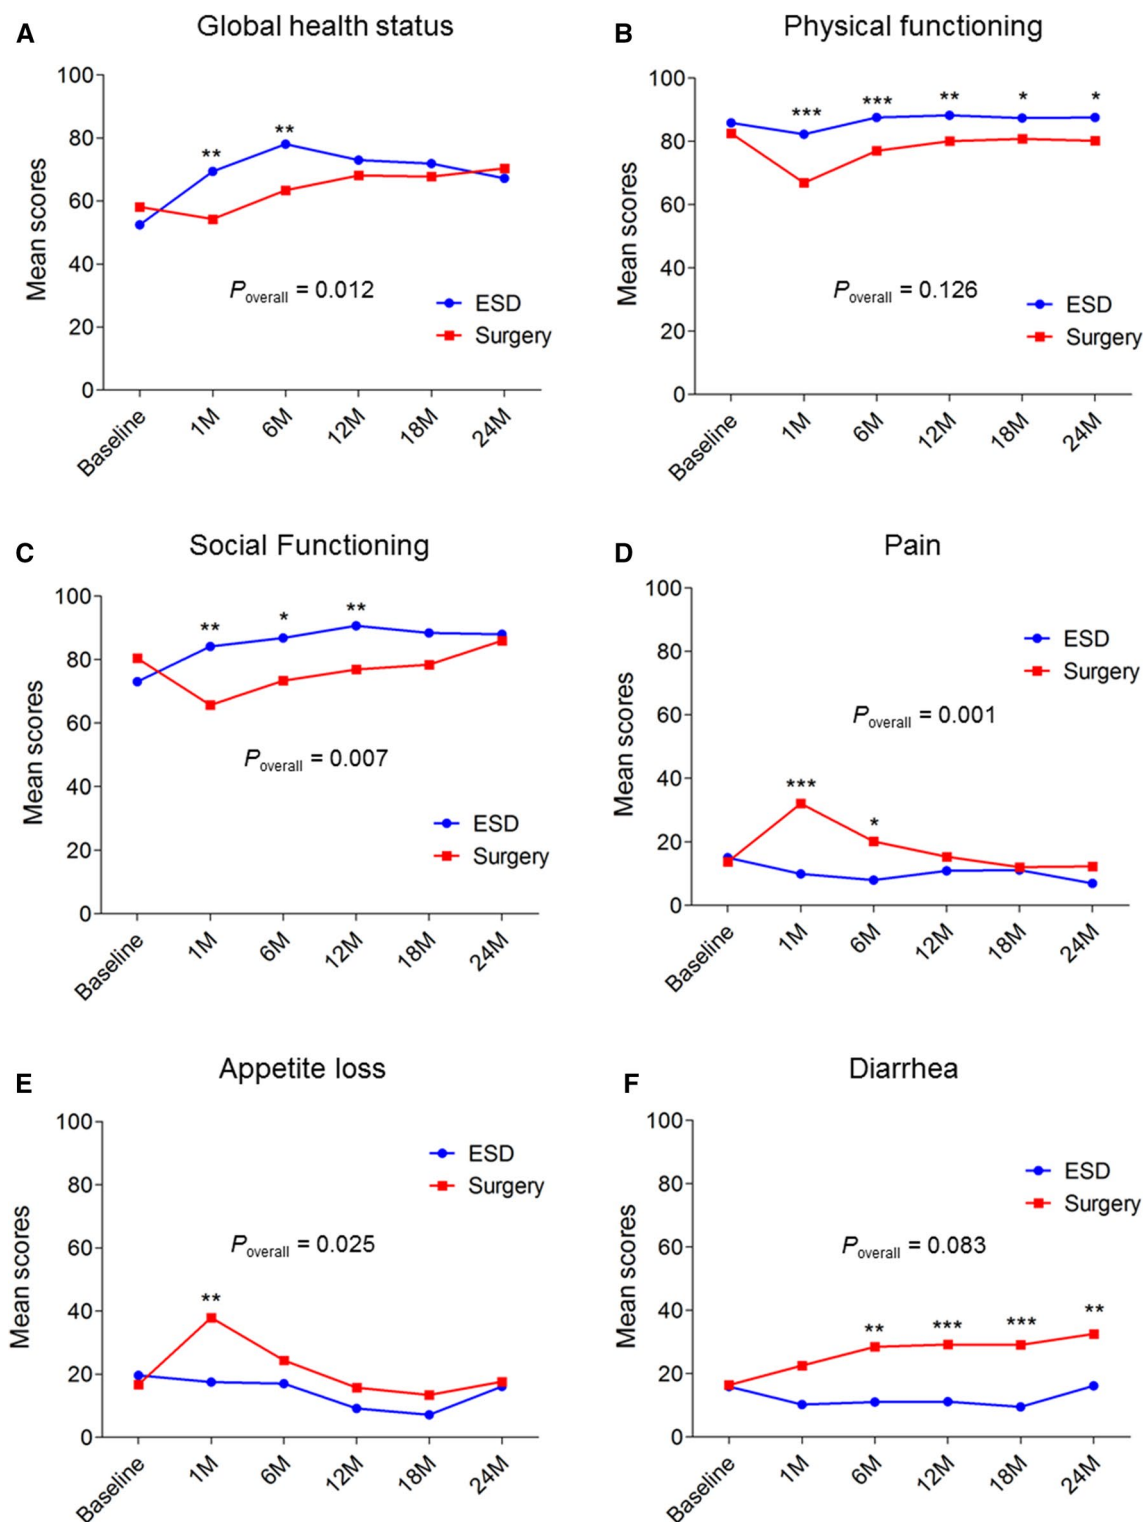 A
Global health status
Mean scores
100
80
60
40
20
0
**
**
P overall = 0.012
ESD
Surgery
Baseline
1M
6M
12M
18M
24M
B
Physical functioning
Mean scores
100
80
60
40
20
0
***
***
**
*
*
P overall = 0.126
ESD
Surgery
Baseline
1M
6M
12M
18M
24M
C
Social Functioning
Mean scores
100
80
60
40
20
0
**
*
**
P overall = 0.007
ESD
Surgery
Baseline
1M
6M
12M
18M
24M
D
Pain
Mean scores
100
80
60
40
20
0
ESD
Surgery
P overall = 0.001
***
*
Baseline
1M
6M
12M
18M
24M
E
Appetite loss
Mean scores
100
80
60
40
20
0
ESD
Surgery
P overall = 0.025
**
Baseline
1M
6M
12M
18M
24M
F
Diarrhea
Mean scores
100
80
60
40
20
0
ESD
Surgery
P overall = 0.083
**
***
***
**
Baseline
1M
6M
12M
18M
24M